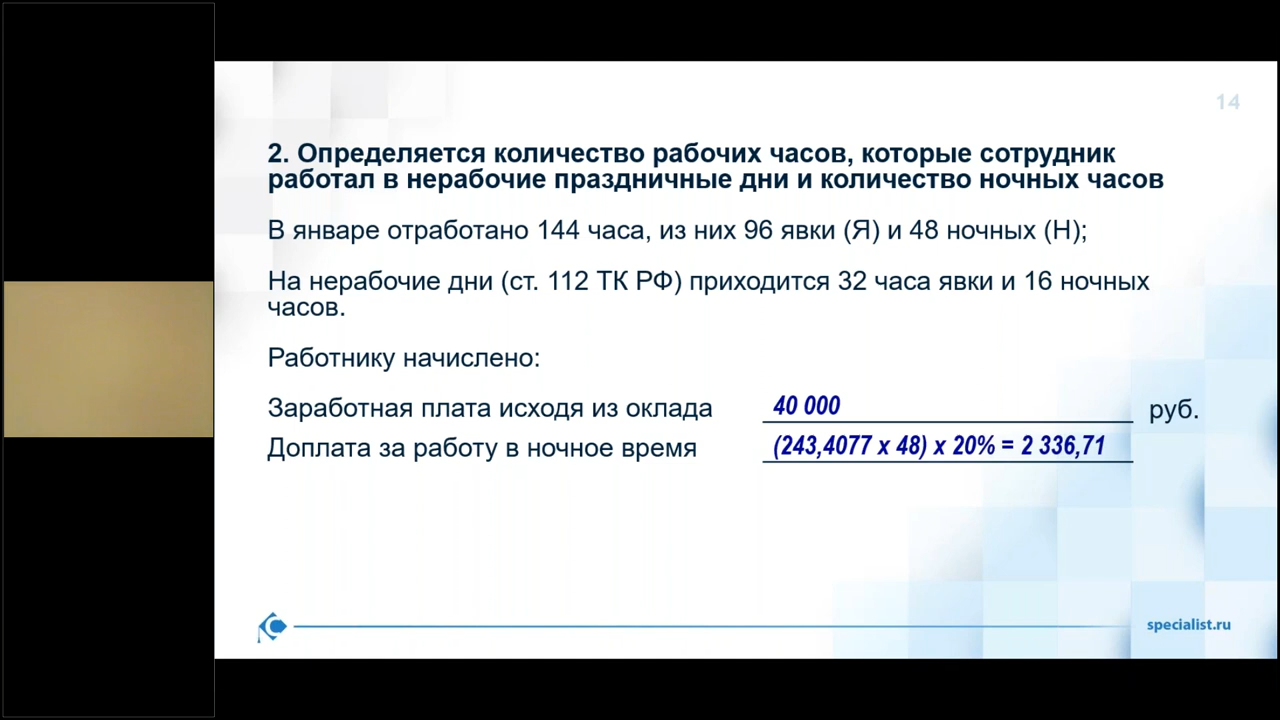 14
2. Определяется количество рабочих часов, которые сотрудник
работал в нерабочие праздничные дни и количество ночных часов
В январе отработано 144 часа, из них 96 явки (Я) и 48 ночных (Н);
На нерабочие дни (ст. 112 ТК РФ) приходится 32 часа явки и 16 ночных
часов.
Работнику начислено:
Заработная плата исходя из оклада 40 000 руб.
Доплата за работу в ночное время (243,4077 х 48) х 20% = 2 336,71
specialist.ru